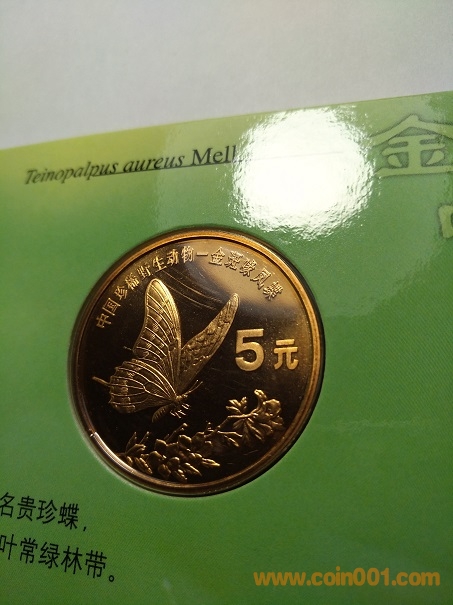 Teinopalpus aureus Mell
金
中国珍稀野生动物—金斑喙凤蝶
5元
名贵珍蝶，
叶常绿林带。
www.coin001.com